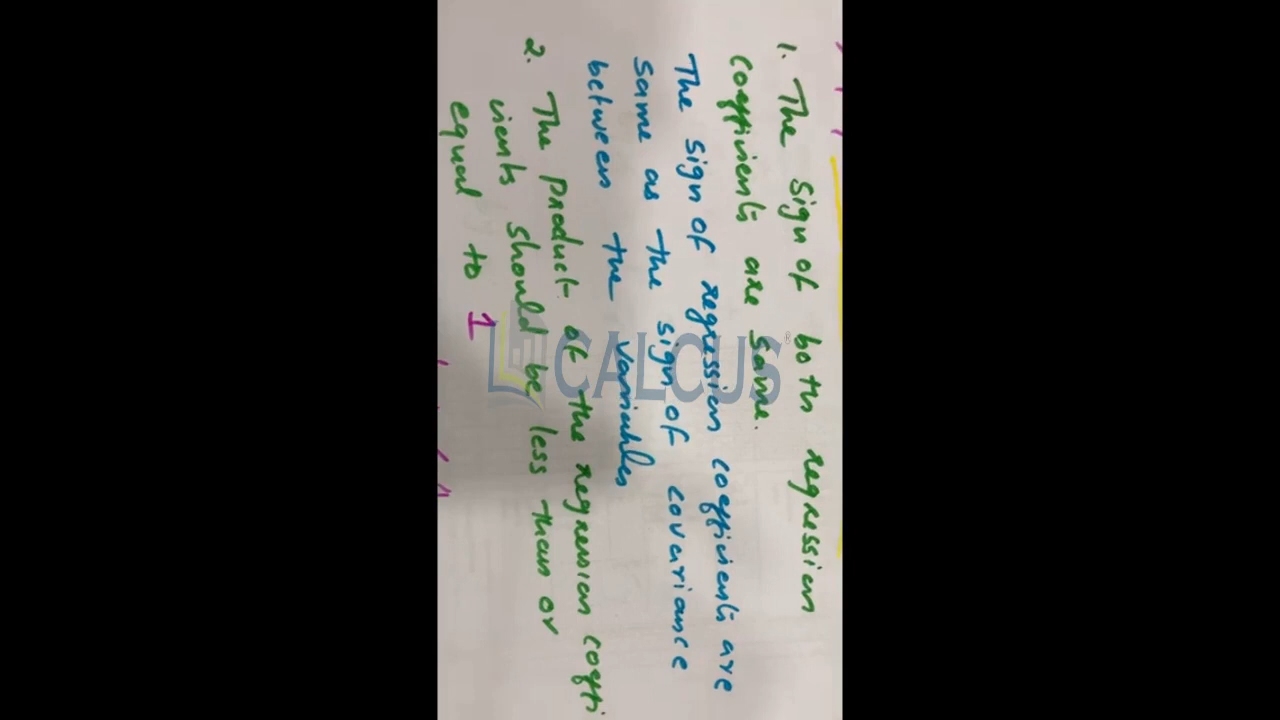 1. The sign of both regression
coefficients are same.
The sign of regression coefficients are
same as the sign of covariance
between the variables
2. The product of the regression coeffi
cients should be less than or
equal to 1
CALCUS®